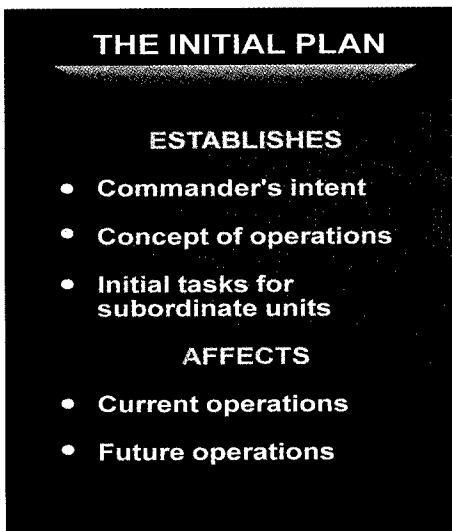 THE INITIAL PLAN
ESTABLISHES
• Commander's intent
• Concept of operations
• Initial tasks for
subordinate units
AFFECTS
• Current operations
• Future operations